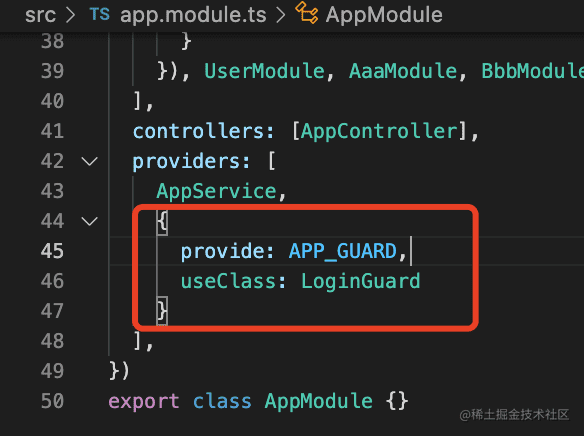 src > TS app.module.ts > AppModule
38 }
39 }), UserModule, AaaModule, BbbModule
40 ],
41 controllers: [AppController],
42 providers: [
43 AppService,
44 {
45 provide: APP_GUARD,
46 useClass: LoginGuard
47 }
48 ],
49 })
50 export class AppModule {}
@稀土掘金技术社区